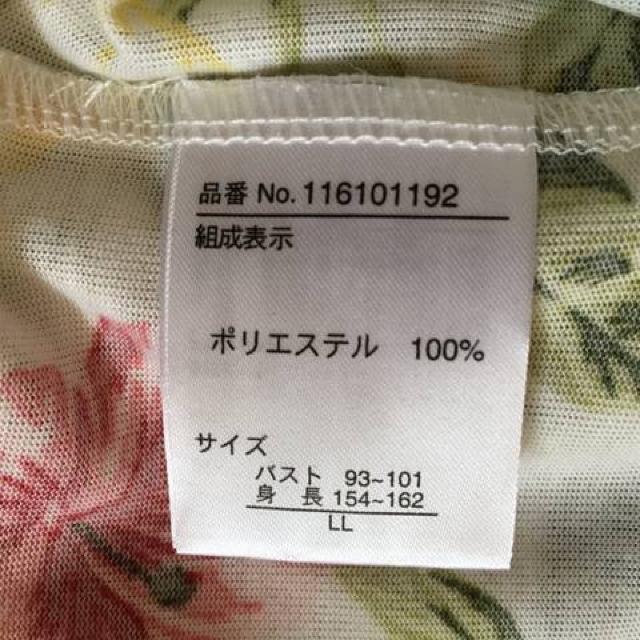 品番 No. 116101192
組成表示
ポリエステル 100%
サイズ
バスト 93~101
身 長 154~162
LL